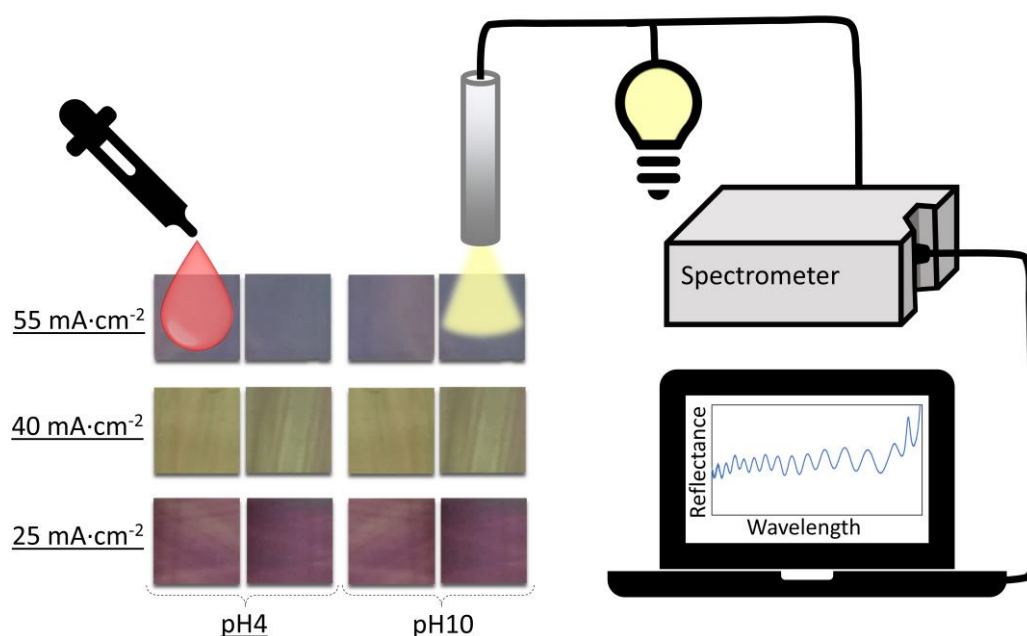 Spectrometer
55 mA·cm⁻²
40 mA·cm⁻²
25 mA·cm⁻²
Reflectance
Wavelength
pH4
pH10